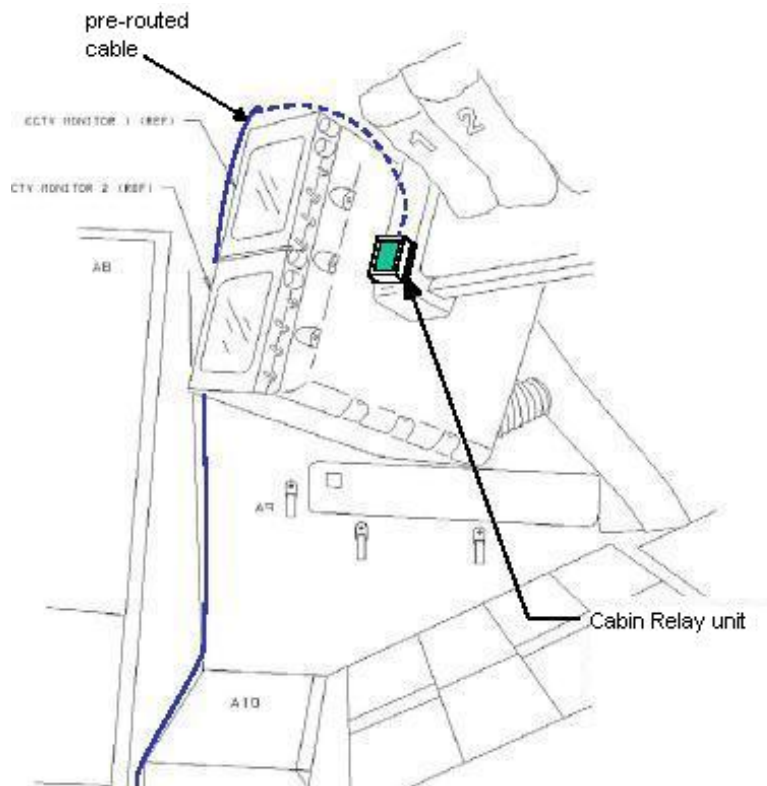 pre-routed
cable
CCTV MONITOR 1 (REF)
CTV MONITOR 2 (REF)
1
2
A8
A9
Cabin Relay unit
A10